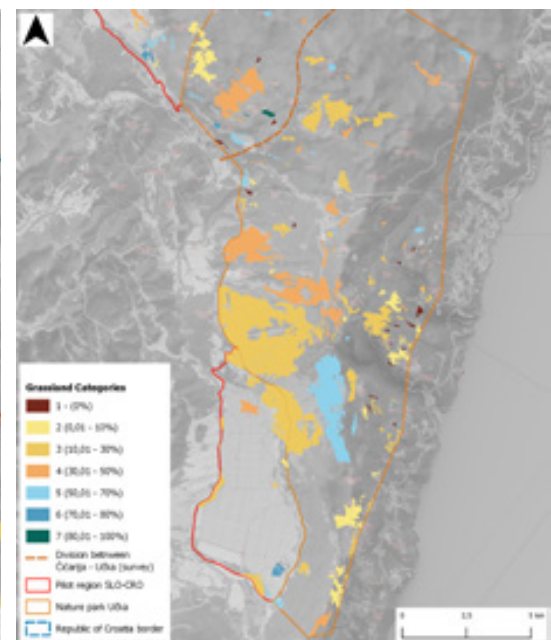 Grassland Categories
1 - (0%)
2 (0,01 - 10%)
3 (10,01 - 30%)
4 (30,01 - 50%)
5 (50,01 - 70%)
6 (70,01 - 80%)
7 (80,01 - 100%)
Division between
Ćićarija - Učka (survey)
Pilot region SLO-CRO
Nature park Učka
Republic of Croatia border
0
2,5
5 km